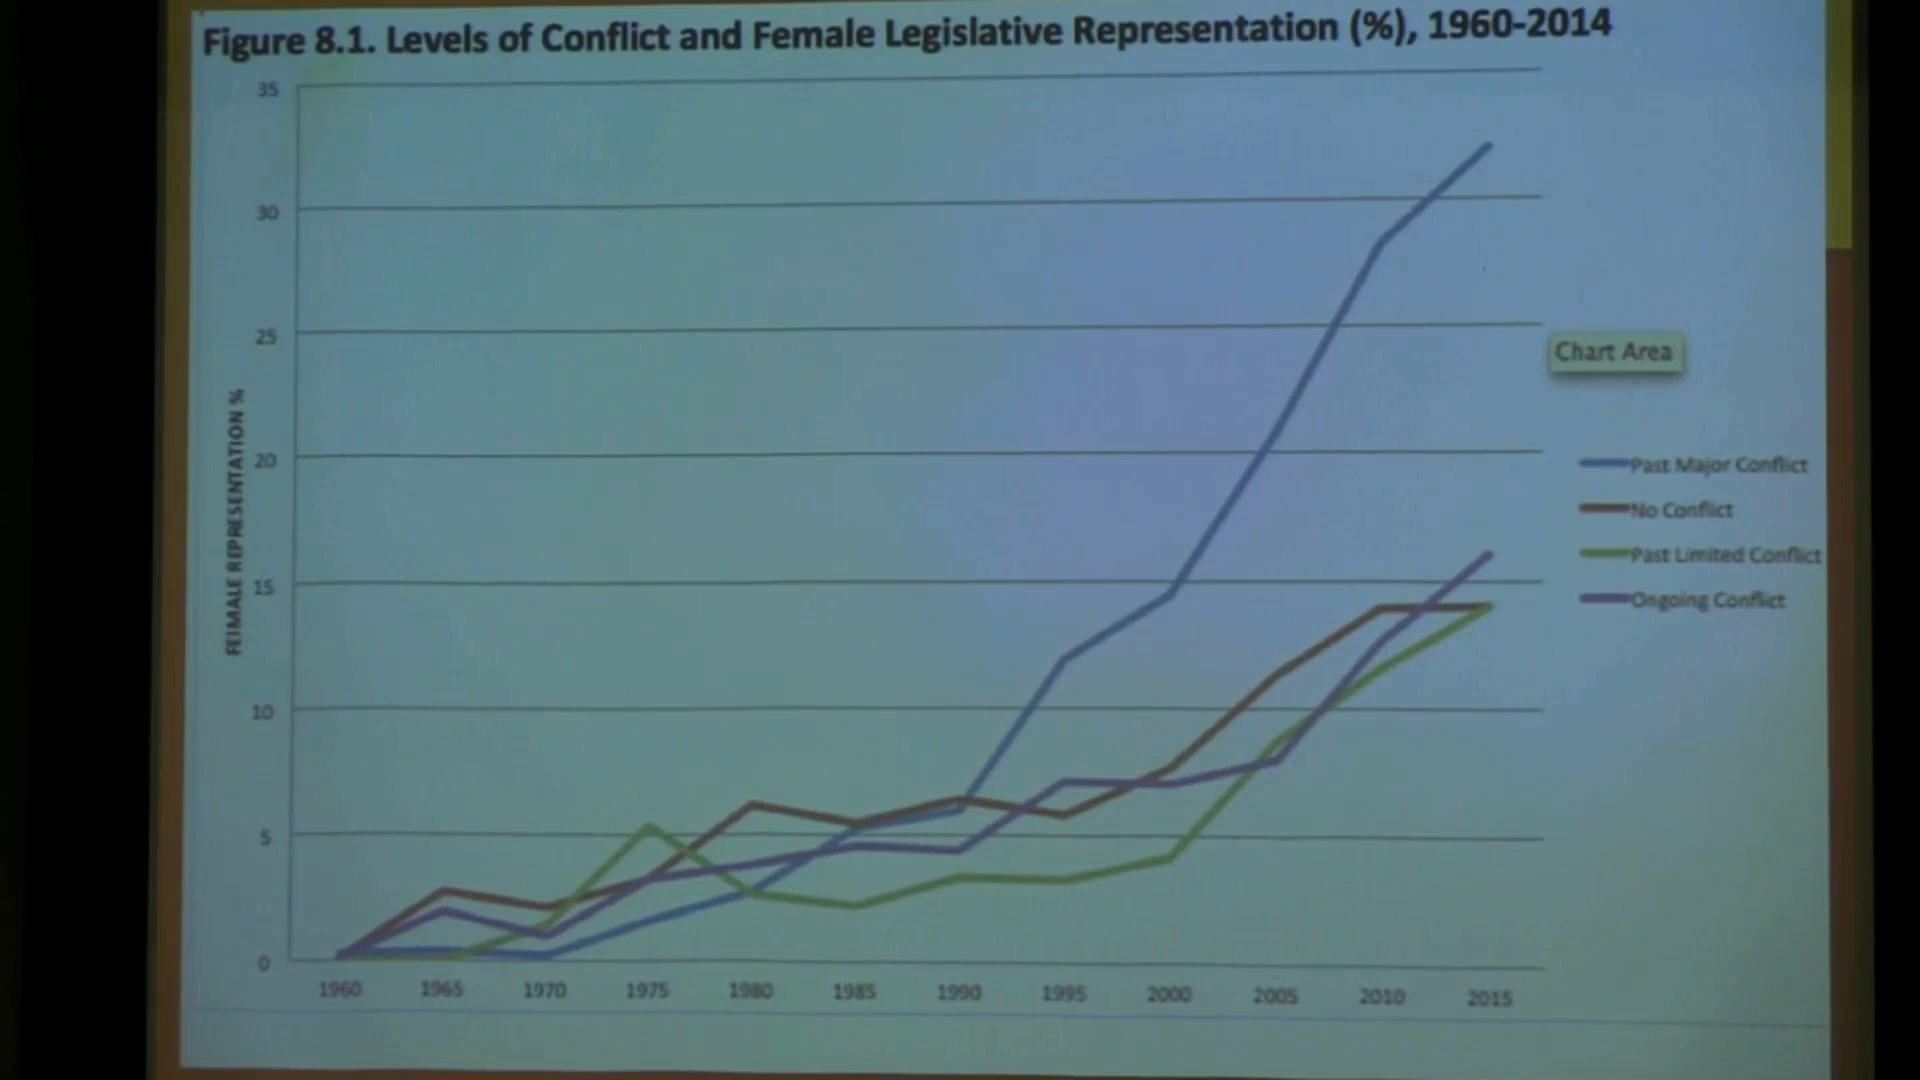 Figure 8.1. Levels of Conflict and Female Legislative Representation (%), 1960-2014
35
30
25
20
15
10
5
0
FEIMALE REPRESENTATION %
1960 1965 1970 1975 1980 1985 1990 1995 2000 2005 2010 2015
Chart Area
Past Major Conflict
No Conflict
Past Limited Conflict
Ongoing Conflict